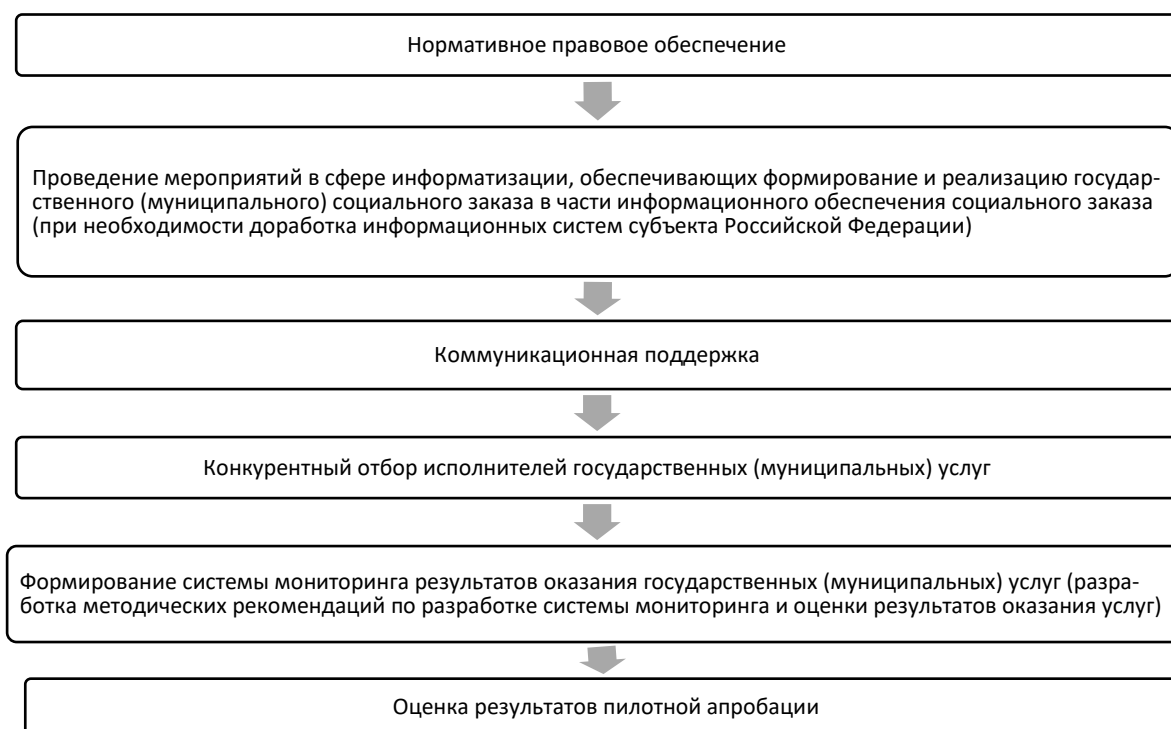 Нормативное правовое обеспечение
Проведение мероприятий в сфере информатизации, обеспечивающих формирование и реализацию государ-
ственного (муниципального) социального заказа в части информационного обеспечения социального заказа
(при необходимости доработка информационных систем субъекта Российской Федерации)
Коммуникационная поддержка
Конкурентный отбор исполнителей государственных (муниципальных) услуг
Формирование системы мониторинга результатов оказания государственных (муниципальных) услуг (разра-
ботка методических рекомендаций по разработке системы мониторинга и оценки результатов оказания услуг)
Оценка результатов пилотной апробации